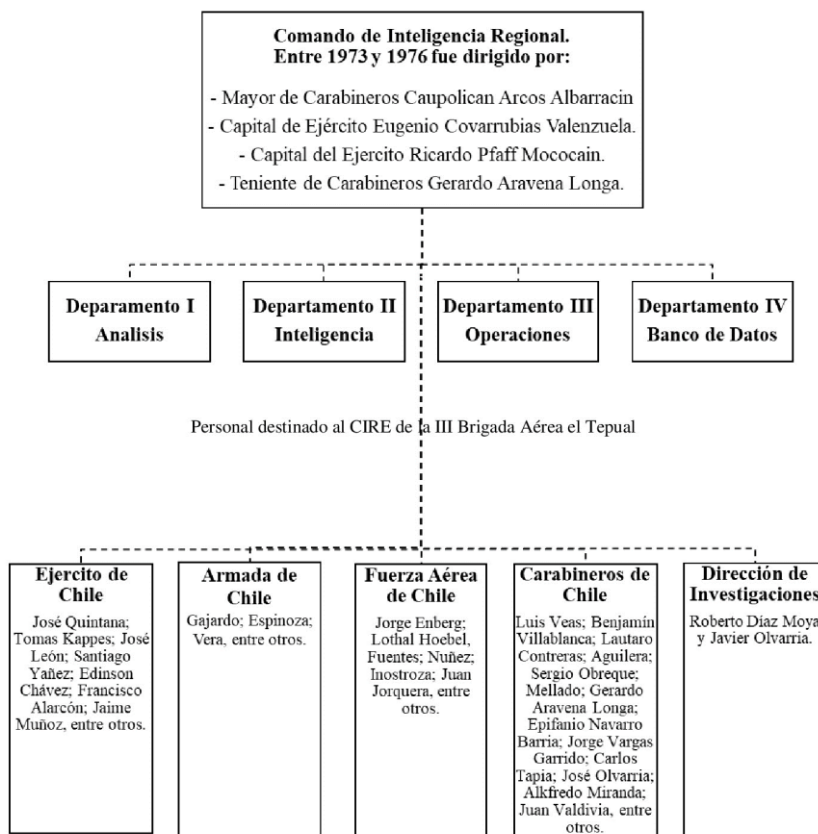 Comando de Inteligencia Regional.
Entre 1973 y 1976 fue dirigido por:
- Mayor de Carabineros Caupolican Arcos Albarracin
- Capital de Ejército Eugenio Covarrubias Valenzuela.
- Capital del Ejercito Ricardo Pfaff Mococain.
- Teniente de Carabineros Gerardo Aravena Longa.
Deparamento I
Analisis
Departamento II
Inteligencia
Departamento III
Operaciones
Departamento IV
Banco de Datos
Personal destinado al CIRE de la III Brigada Aérea el Tepual
Ejercito de
Chile
José Quintana;
Tomas Kappes; José
León; Santiago
Yañez; Edinson
Chávez; Francisco
Alarcón; Jaime
Muñoz, entre otros.
Armada de
Chile
Gajardo; Espinoza;
Vera, entre otros.
Fuerza Aérea
de Chile
Jorge Enberg;
Lothal Hoebel,
Fuentes; Nuñez;
Inostroza; Juan
Jorquera, entre
otros.
Carabineros de
Chile
Luis Veas; Benjamín
Villablanca; Lautaro
Contreras; Aguilera;
Sergio Obreque;
Mellado; Gerardo
Aravena Longa;
Epifanio Navarro
Barria; Jorge Vargas
Garrido; Carlos
Tapia; José Olvarria;
Alkfredo Miranda;
Juan Valdivia, entre
otros.
Dirección de
Investigaciones
Roberto Díaz Moya
y Javier Olvarria.